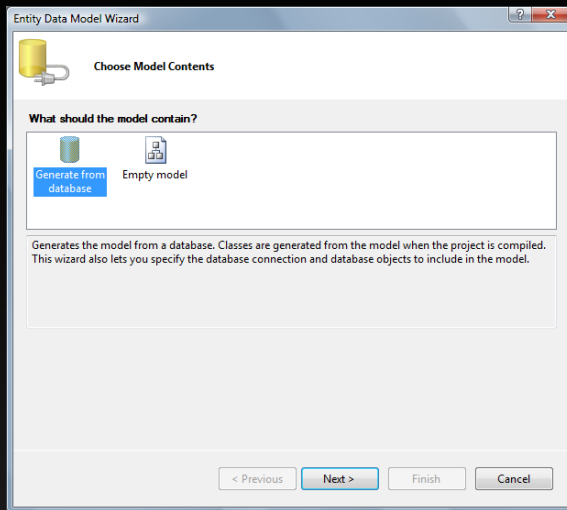 Entity Data Model Wizard
Choose Model Contents
What should the model contain?
Generate from
database
Empty model
Generates the model from a database. Classes are generated from the model when the project is compiled.
This wizard also lets you specify the database connection and database objects to include in the model.
< Previous
Next >
Finish
Cancel